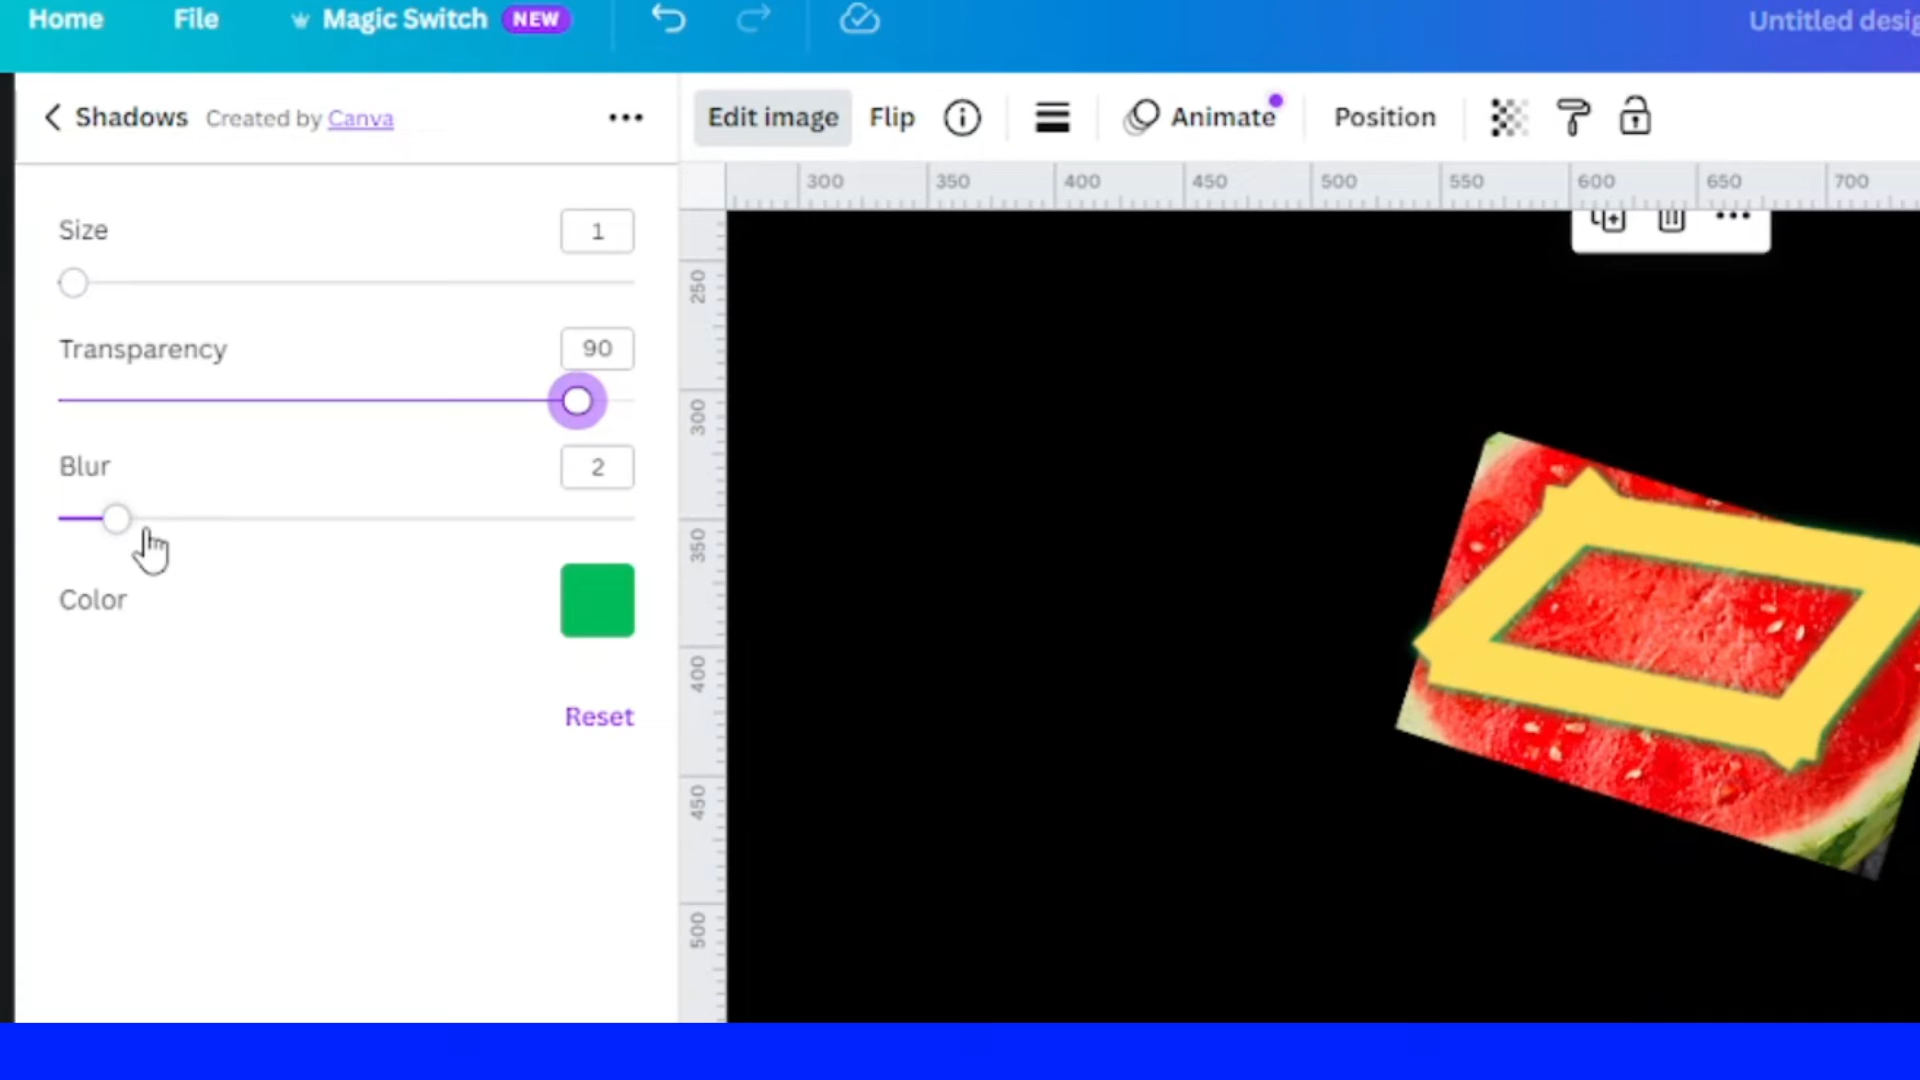 Home File Magic Switch NEW Untitled desig
Shadows Created by Canva
Edit image Flip Animate Position
300 350 400 450 500 550 600 650 700
Size 1
Transparency 90
Blur 2
Color
Reset
250
300
350
400
450
500